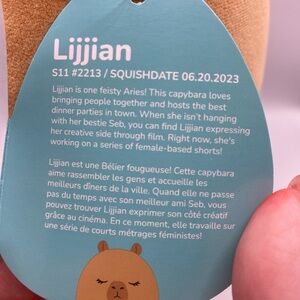 Lijjian
S11 #2213 / SQUISHDATE 06.20.2023
Lijjian is one feisty Aries! This capybara loves
bringing people together and hosts the best
dinner parties in town. When she isn't hanging
with her bestie Seb, you can find Lijjian expressing
her creative side through film. Right now, she's
working on a series of female-based shorts!
Lijjian est une Bélier fougueuse! Cette capybara
aime rassembler les gens et accueille les
meilleurs dîners de la ville. Quand elle ne passe
pas du temps avec son meilleur ami Seb, vous
pouvez trouver Lijjian exprimer son côté créatif
grâce au cinéma. En ce moment, elle travaille sur
une série de courts métrages féministes!